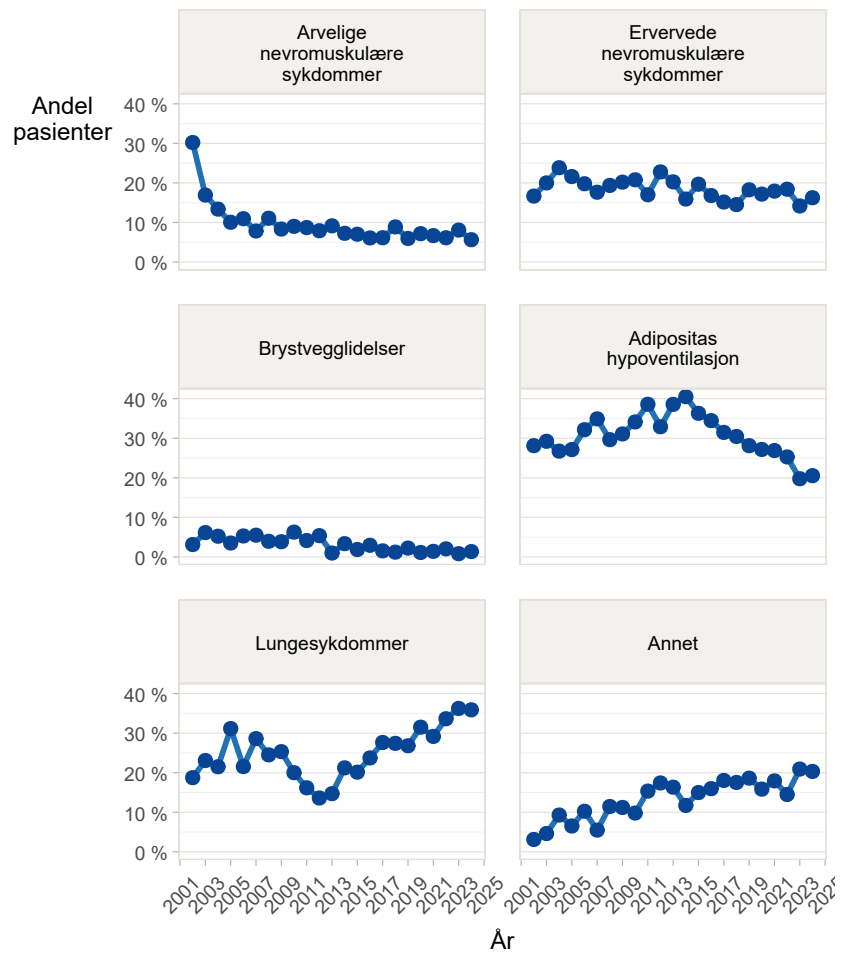 Arvelige
nevromuskulære
sykdommer
Ervervede
nevromuskulære
sykdommer
Andel
pasienter
40 %
30 %
20 %
10 %
0 %
Brystvegglidelser
Adipositas
hypoventilasjon
40 %
30 %
20 %
10 %
0 %
Lungesykdommer
Annet
40 %
30 %
20 %
10 %
0 %
2001 2003 2005 2007 2009 2011 2013 2015 2017 2019 2021 2023 2025
2001 2003 2005 2007 2009 2011 2013 2015 2017 2019 2021 2023 2025
År